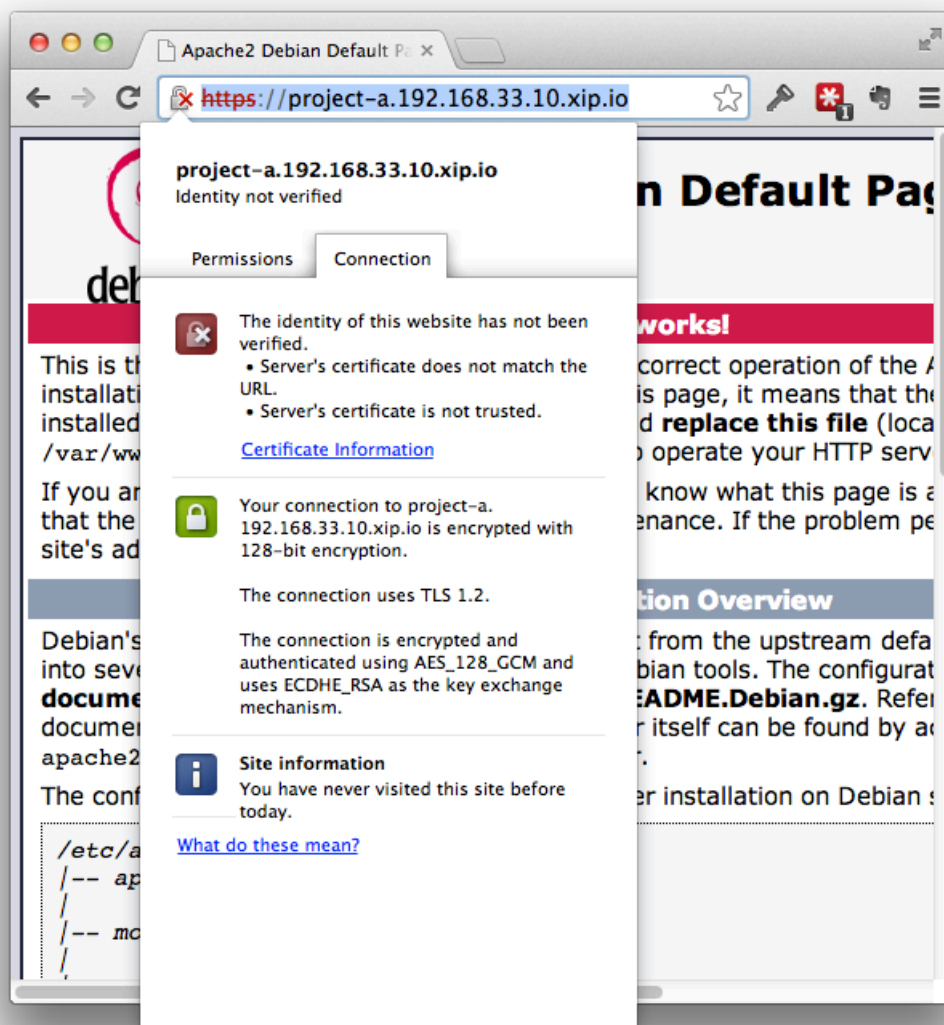 Apache2 Debian Default Pa
https://project-a.192.168.33.10.xip.io
1
project-a.192.168.33.10.xip.io
Identity not verified
Permissions
Connection
The identity of this website has not been
verified.
• Server's certificate does not match the
URL.
• Server's certificate is not trusted.
Certificate Information
Your connection to project-a.
192.168.33.10.xip.io is encrypted with
128-bit encryption.
The connection uses TLS 1.2.
The connection is encrypted and
authenticated using AES_128_GCM and
uses ECDHE_RSA as the key exchange
mechanism.
Site information
You have never visited this site before
today.
What do these mean?
n Default Pag
deb
works!
This is th
correct operation of the A
installati
is page, it means that the
installed
d replace this file (loca
/var/ww
o operate your HTTP serv
If you ar
know what this page is a
that the
enance. If the problem pe
site's ad
tion Overview
Debian's
t from the upstream defa
into seve
bian tools. The configurat
docume
EADME.Debian.gz. Refer
documen
r itself can be found by ac
apache2
r.
The conf
er installation on Debian s
/etc/a
|-- ap
|
|-- mo
|